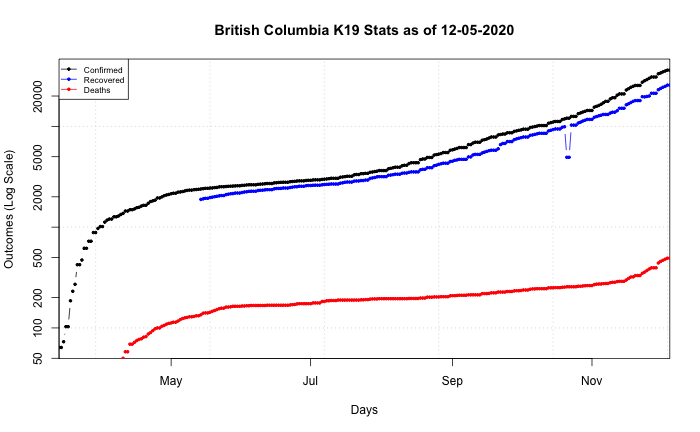 British Columbia K19 Stats as of 12-05-2020
Confirmed
Recovered
Deaths
Outcomes (Log Scale)
20000
5000
2000
500
200
100
50
May
Jul
Sep
Nov
Days